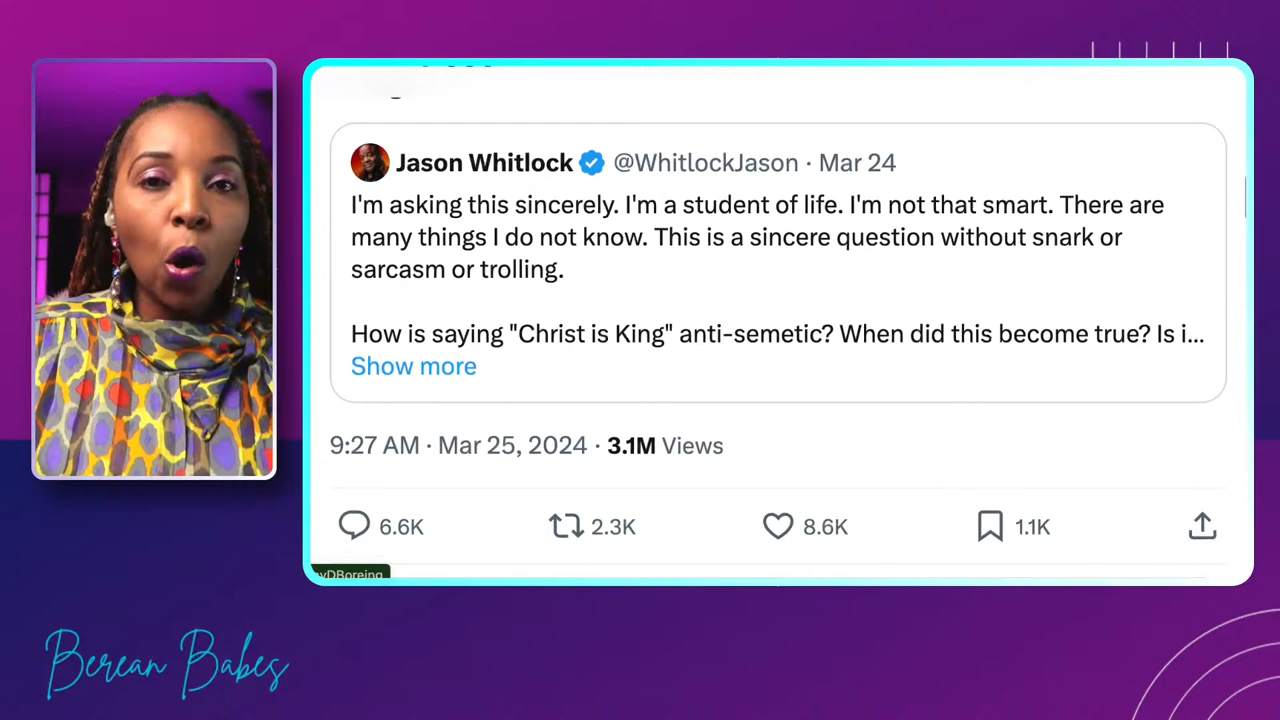 Jason Whitlock @WhitlockJason · Mar 24
I'm asking this sincerely. I'm a student of life. I'm not that smart. There are
many things I do not know. This is a sincere question without snark or
sarcasm or trolling.
How is saying "Christ is King" anti-semetic? When did this become true? Is i...
Show more
9:27 AM · Mar 25, 2024 · 3.1M Views
6.6K 2.3K 8.6K 1.1K
yDBoreing
Berean Babes